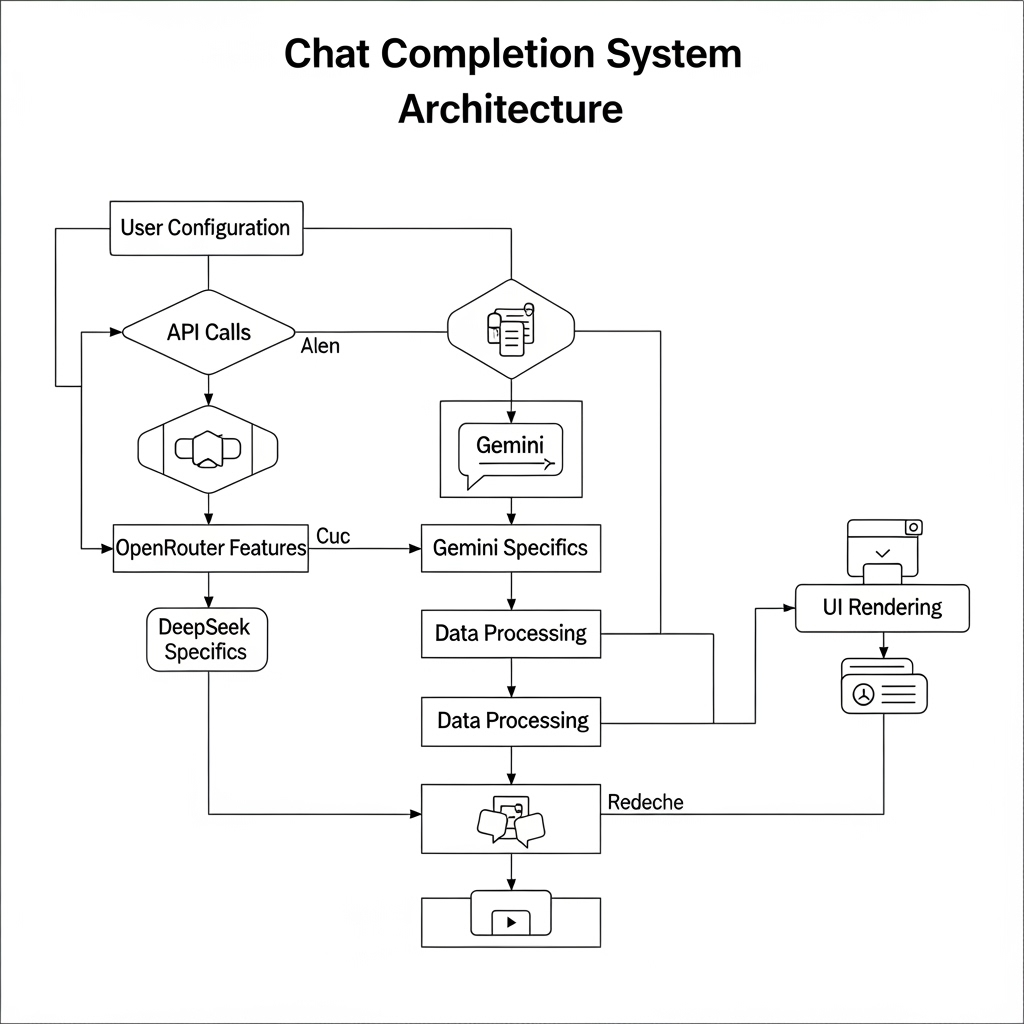 Chat Completion System
Architecture
User Configuration
API Calls
Alen
Gemini
OpenRouter Features
Cuc
Gemini Specifics
DeepSeek
Specifics
Data Processing
UI Rendering
Data Processing
Redeche